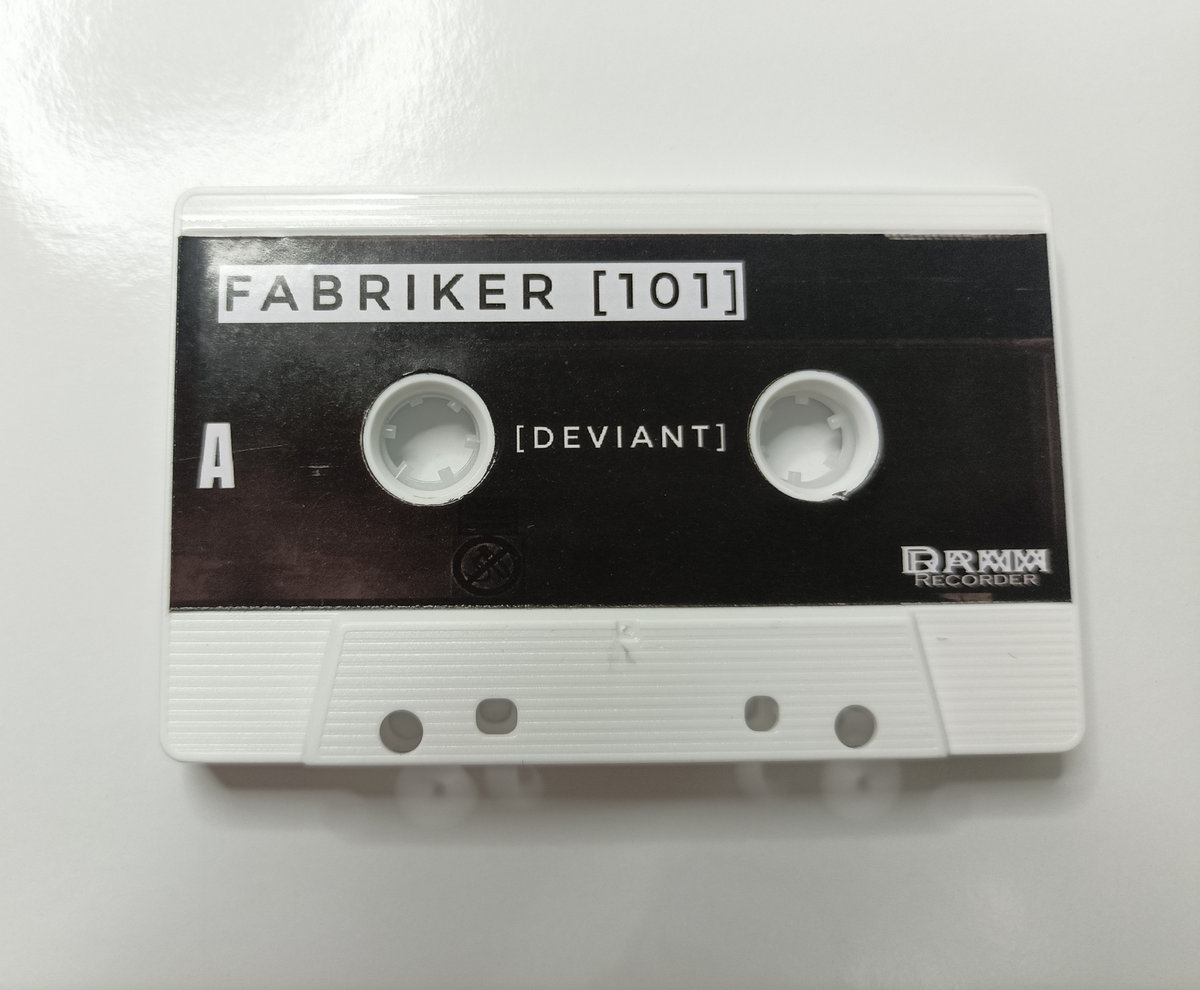 FABRIKER [101]
A
[DEVIANT]
RECORDER